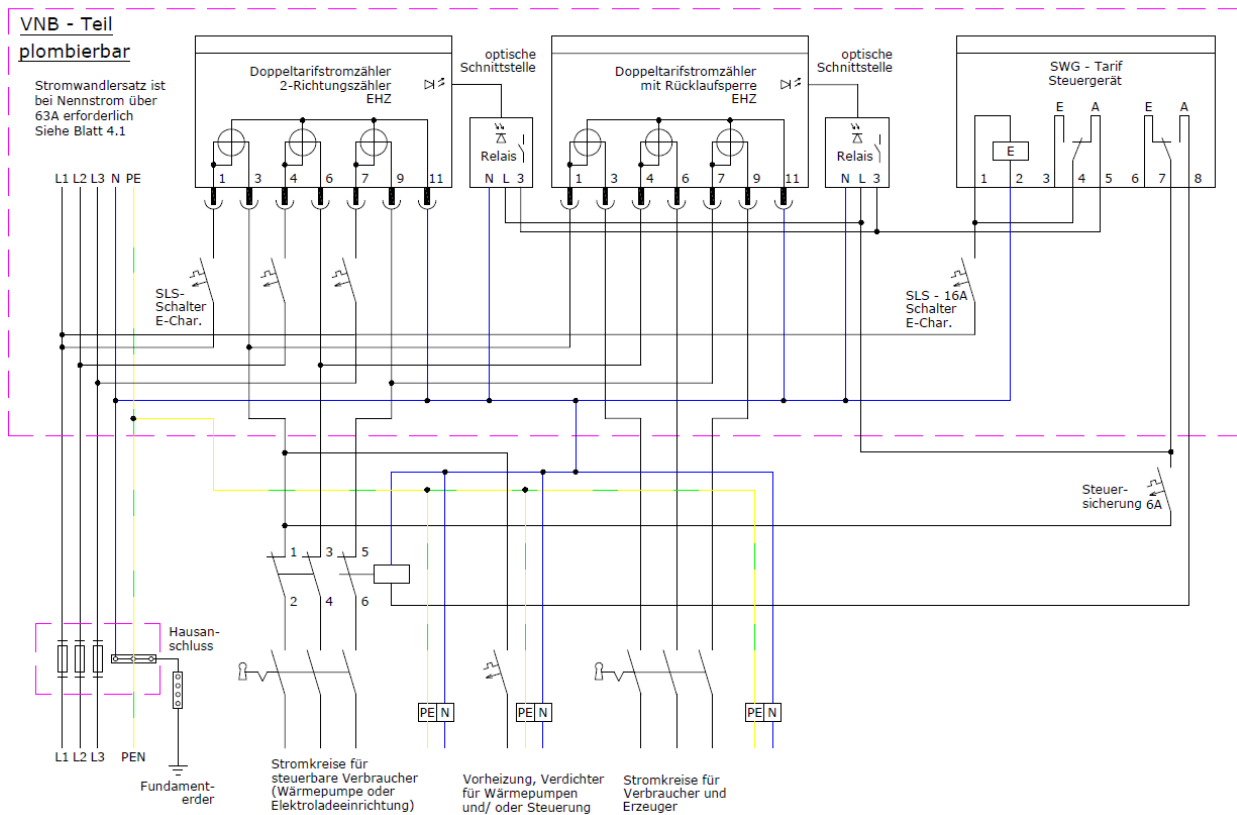 VNB - Teil
plombierbar
Stromwandlersatz ist
bei Nennstrom über
63A erforderlich
Siehe Blatt 4.1
Doppeltarifstromzähler
2-Richtungszähler
EHZ
optische
Schnittstelle
Doppeltarifstromzähler
mit Rücklaufsperre
EHZ
optische
Schnittstelle
SWG - Tarif
Steuergerät
E A E A
Relais
Relais
E
L1 L2 L3 N PE
1 3 4 6 7 9 11
N L 3
1 3 4 6 7 9 11
N L 3
1 2 3 4 5 6 7 8
SLS-
Schalter
E-Char.
SLS - 16A
Schalter
E-Char.
Steuer-
sicherung 6A
1 3 5
2 4 6
Hausan-
schluss
PE N
PE N
PE N
L1 L2 L3 PEN
Fundament-
erder
Stromkreise für
steuerbare Verbraucher
(Wärmepumpe oder
Elektroladeeinrichtung)
Vorheizung, Verdichter
für Wärmepumpen
und/ oder Steuerung
Stromkreise für
Verbraucher und
Erzeuger